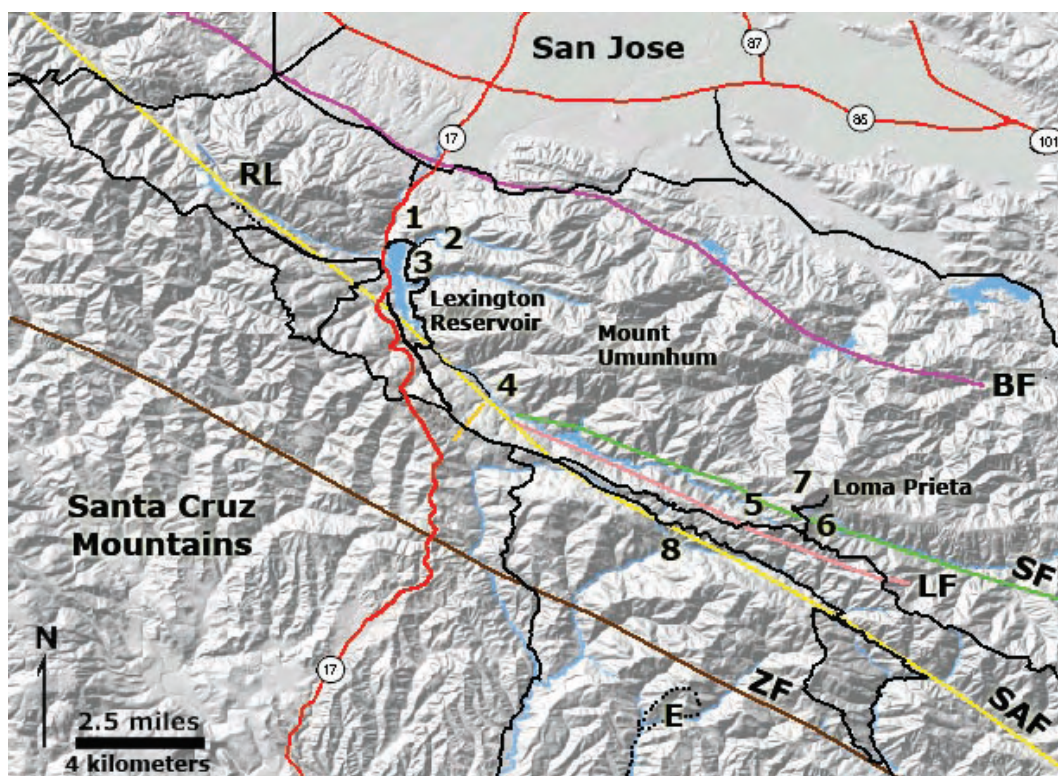 San Jose
87
17
85
101
RL
1
2
3
Lexington
Reservoir
Mount
Umunhum
BF
4
7
Loma Prieta
5
6
Santa Cruz
Mountains
8
SF
LF
N
ZF
SAF
17
E
2.5 miles
4 kilometers